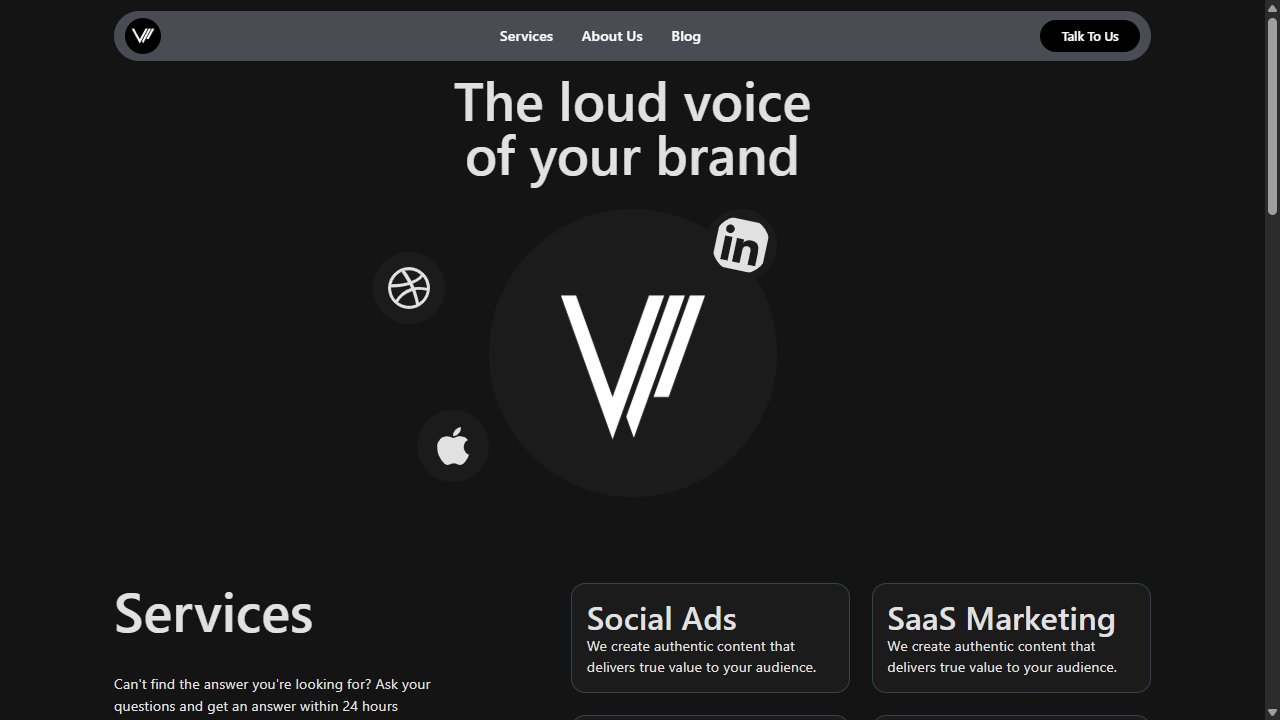 Services
About Us
Blog
Talk To Us
The loud voice
of your brand
in
Services
Can't find the answer you're looking for? Ask your
questions and get an answer within 24 hours
Social Ads
We create authentic content that
delivers true value to your audience.
SaaS Marketing
We create authentic content that
delivers true value to your audience.